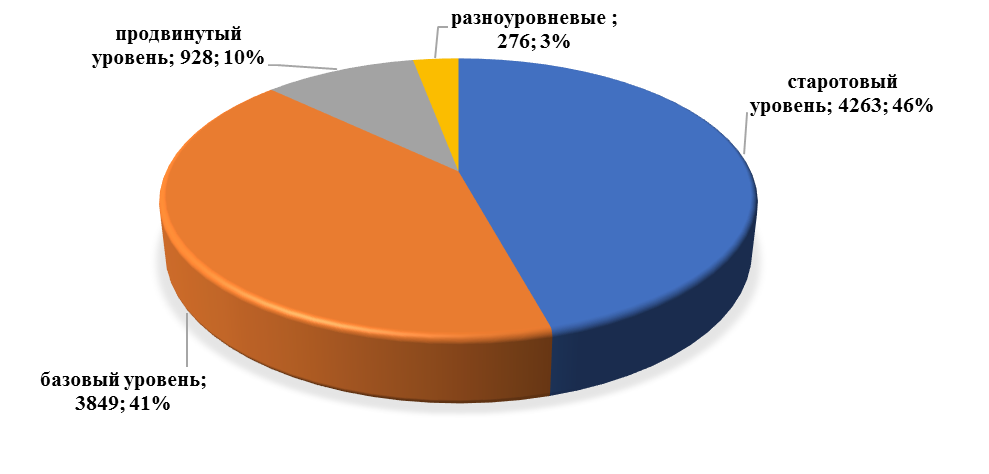 разноуровневые ;
276; 3%
продвинутый
уровень; 928; 10%
старотовый
уровень; 4263; 46%
базовый уровень;
3849; 41%